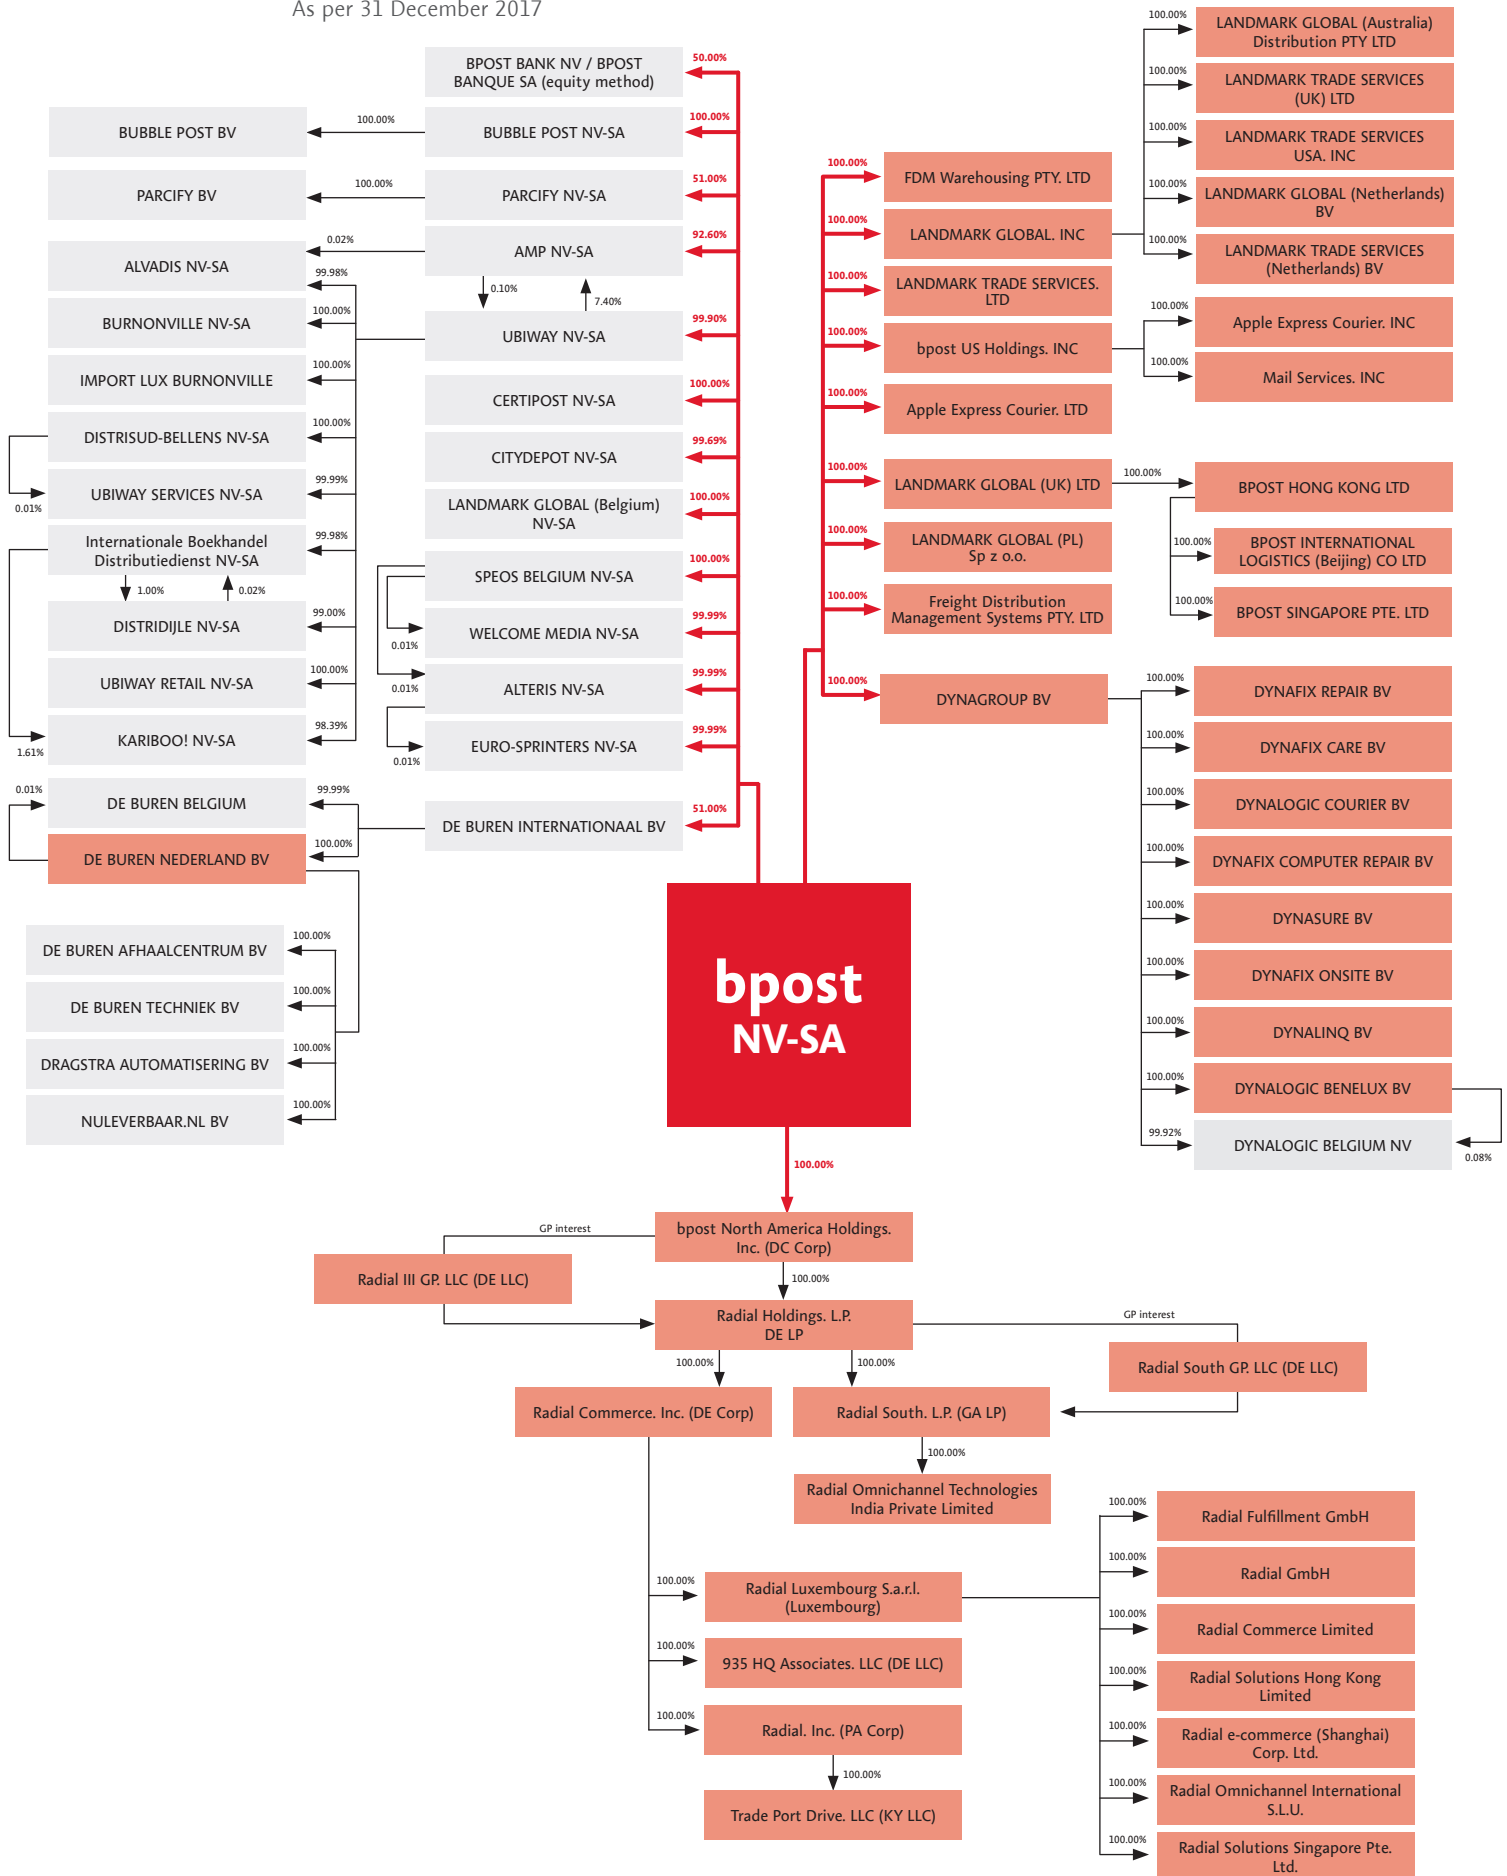 As per 31 December 2017
BPOST BANK NV / BPOST
BANQUE SA (equity method)
50.00%
BUBBLE POST BV
100.00%
BUBBLE POST NV-SA
100.00%
PARCIFY BV
100.00%
PARCIFY NV-SA
51.00%
ALVADIS NV-SA
0.02%
99.98%
AMP NV-SA
92.60%
0.10%
7.40%
BURNONVILLE NV-SA
100.00%
UBIWAY NV-SA
99.90%
IMPORT LUX BURNONVILLE
100.00%
CERTIPOST NV-SA
100.00%
DISTRISUD-BELLENS NV-SA
100.00%
CITYDEPOT NV-SA
99.69%
UBIWAY SERVICES NV-SA
99.99%
0.01%
LANDMARK GLOBAL (Belgium)
NV-SA
100.00%
Internationale Boekhandel
Distributiedienst NV-SA
99.98%
1.00%
0.02%
SPEOS BELGIUM NV-SA
100.00%
DISTRIDIJLE NV-SA
99.00%
WELCOME MEDIA NV-SA
99.99%
0.01%
UBIWAY RETAIL NV-SA
100.00%
ALTERIS NV-SA
99.99%
0.01%
KARIBOO! NV-SA
98.39%
1.61%
EURO-SPRINTERS NV-SA
99.99%
0.01%
0.01%
DE BUREN BELGIUM
99.99%
DE BUREN INTERNATIONAAL BV
51.00%
DE BUREN NEDERLAND BV
100.00%
DE BUREN AFHAALCENTRUM BV
100.00%
DE BUREN TECHNIEK BV
100.00%
DRAGSTRA AUTOMATISERING BV
100.00%
NULEVERBAAR.NL BV
100.00%
bpost
NV-SA
100.00%
FDM Warehousing PTY. LTD
100.00%
LANDMARK GLOBAL. INC
100.00%
LANDMARK TRADE SERVICES.
LTD
100.00%
bpost US Holdings. INC
100.00%
Apple Express Courier. LTD
100.00%
LANDMARK GLOBAL (UK) LTD
100.00%
LANDMARK GLOBAL (PL)
Sp z o.o.
100.00%
Freight Distribution
Management Systems PTY. LTD
100.00%
DYNAGROUP BV
100.00%
LANDMARK GLOBAL (Australia)
Distribution PTY LTD
100.00%
LANDMARK TRADE SERVICES
(UK) LTD
100.00%
LANDMARK TRADE SERVICES
USA. INC
100.00%
LANDMARK GLOBAL (Netherlands)
BV
100.00%
LANDMARK TRADE SERVICES
(Netherlands) BV
100.00%
Apple Express Courier. INC
100.00%
Mail Services. INC
100.00%
BPOST HONG KONG LTD
100.00%
BPOST INTERNATIONAL
LOGISTICS (Beijing) CO LTD
100.00%
BPOST SINGAPORE PTE. LTD
100.00%
DYNAFIX REPAIR BV
100.00%
DYNAFIX CARE BV
100.00%
DYNALOGIC COURIER BV
100.00%
DYNAFIX COMPUTER REPAIR BV
100.00%
DYNASURE BV
100.00%
DYNAFIX ONSITE BV
100.00%
DYNALINQ BV
100.00%
DYNALOGIC BENELUX BV
99.92%
DYNALOGIC BELGIUM NV
0.08%
100.00%
GP interest
bpost North America Holdings.
Inc. (DC Corp)
Radial III GP. LLC (DE LLC)
100.00%
Radial Holdings. L.P.
DE LP
GP interest
100.00%
100.00%
Radial South GP. LLC (DE LLC)
Radial Commerce. Inc. (DE Corp)
Radial South. L.P. (GA LP)
100.00%
Radial Omnichannel Technologies
India Private Limited
100.00%
Radial Luxembourg S.a.r.l.
(Luxembourg)
100.00%
935 HQ Associates. LLC (DE LLC)
100.00%
Radial. Inc. (PA Corp)
100.00%
Trade Port Drive. LLC (KY LLC)
100.00%
Radial Fulfillment GmbH
100.00%
Radial GmbH
100.00%
Radial Commerce Limited
100.00%
Radial Solutions Hong Kong
Limited
100.00%
Radial e-commerce (Shanghai)
Corp. Ltd.
100.00%
Radial Omnichannel International
S.L.U.
100.00%
Radial Solutions Singapore Pte.
Ltd.